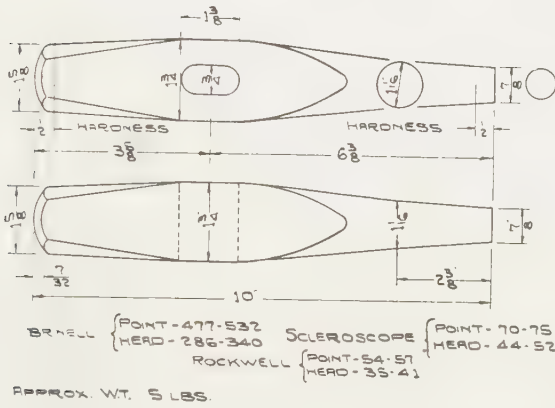 1 3/8
1 5/8
1 3/4
3/4
1 1/16
7/8
1/2 HARDNESS
HARDNESS 1/2
3 5/8
6 3/8
1 5/8
1 3/4
1 1/16
7/8
7/32
2 3/8
10"
BRNELL { POINT-477-532
HEAD-286-340
SCLEROSCOPE { POINT-70-75
HEAD-44-52
ROCKWELL { POINT-54-57
HEAD-35-41
APPROX. WT. 5 LBS.